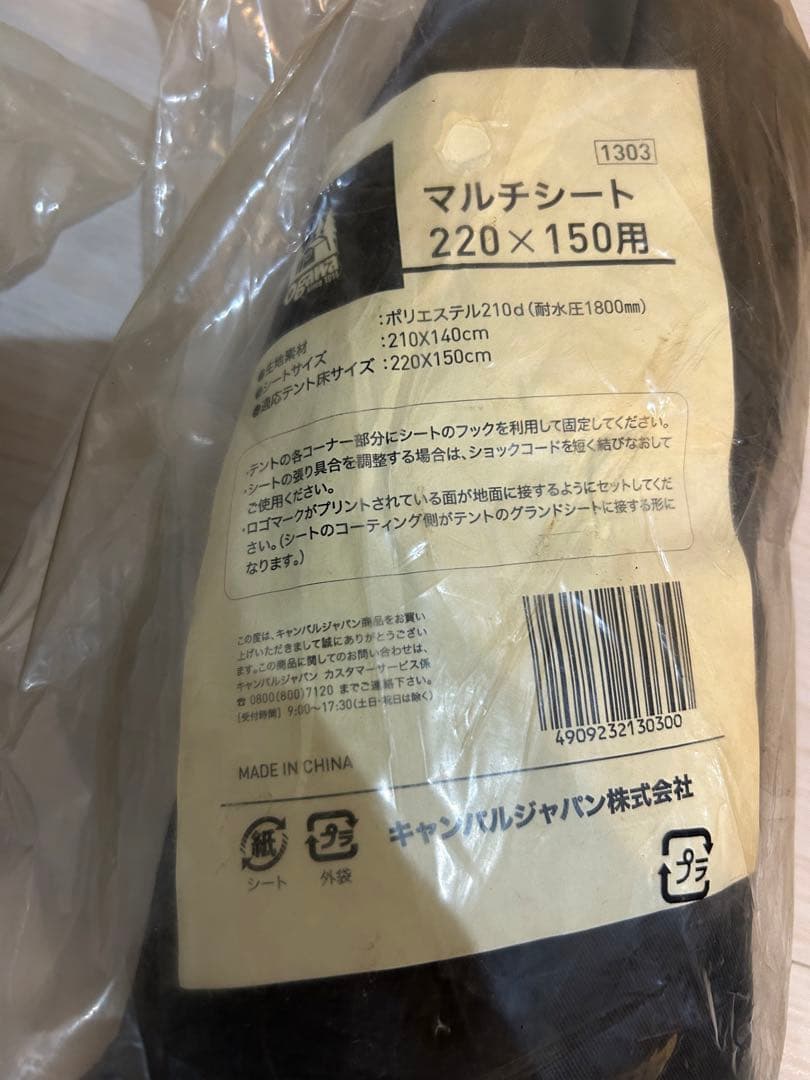 1303
マルチシート
220×150用
ogawa
●生地素材 :ポリエステル210d(耐水圧1800㎜)
●シートサイズ :210X140cm
●適応テント床サイズ :220X150cm
・テントの各コーナー部分にシートのフックを利用して固定してください。
・シートの張り具合を調整する場合は、ショックコードを短く結びなおして
ご使用ください。
・ロゴマークがプリントされている面が地面に接するようにセットしてくだ
さい。(シートのコーティング側がテントのグランドシートに接する形に
なります。)
この度は、キャンパルジャパン商品をお買い
上げいただきまして誠にありがとうござい
ます。この商品に関してのお問い合わせは、
キャンパルジャパン カスタマーサービス係
☎ 0800(800)7120 までご連絡下さい。
[受付時間] 9:00〜17:30(土日・祝日は除く)
4909232130300
MADE IN CHINA
キャンパルジャパン株式会社
紙
シート
プラ
外袋
プラ